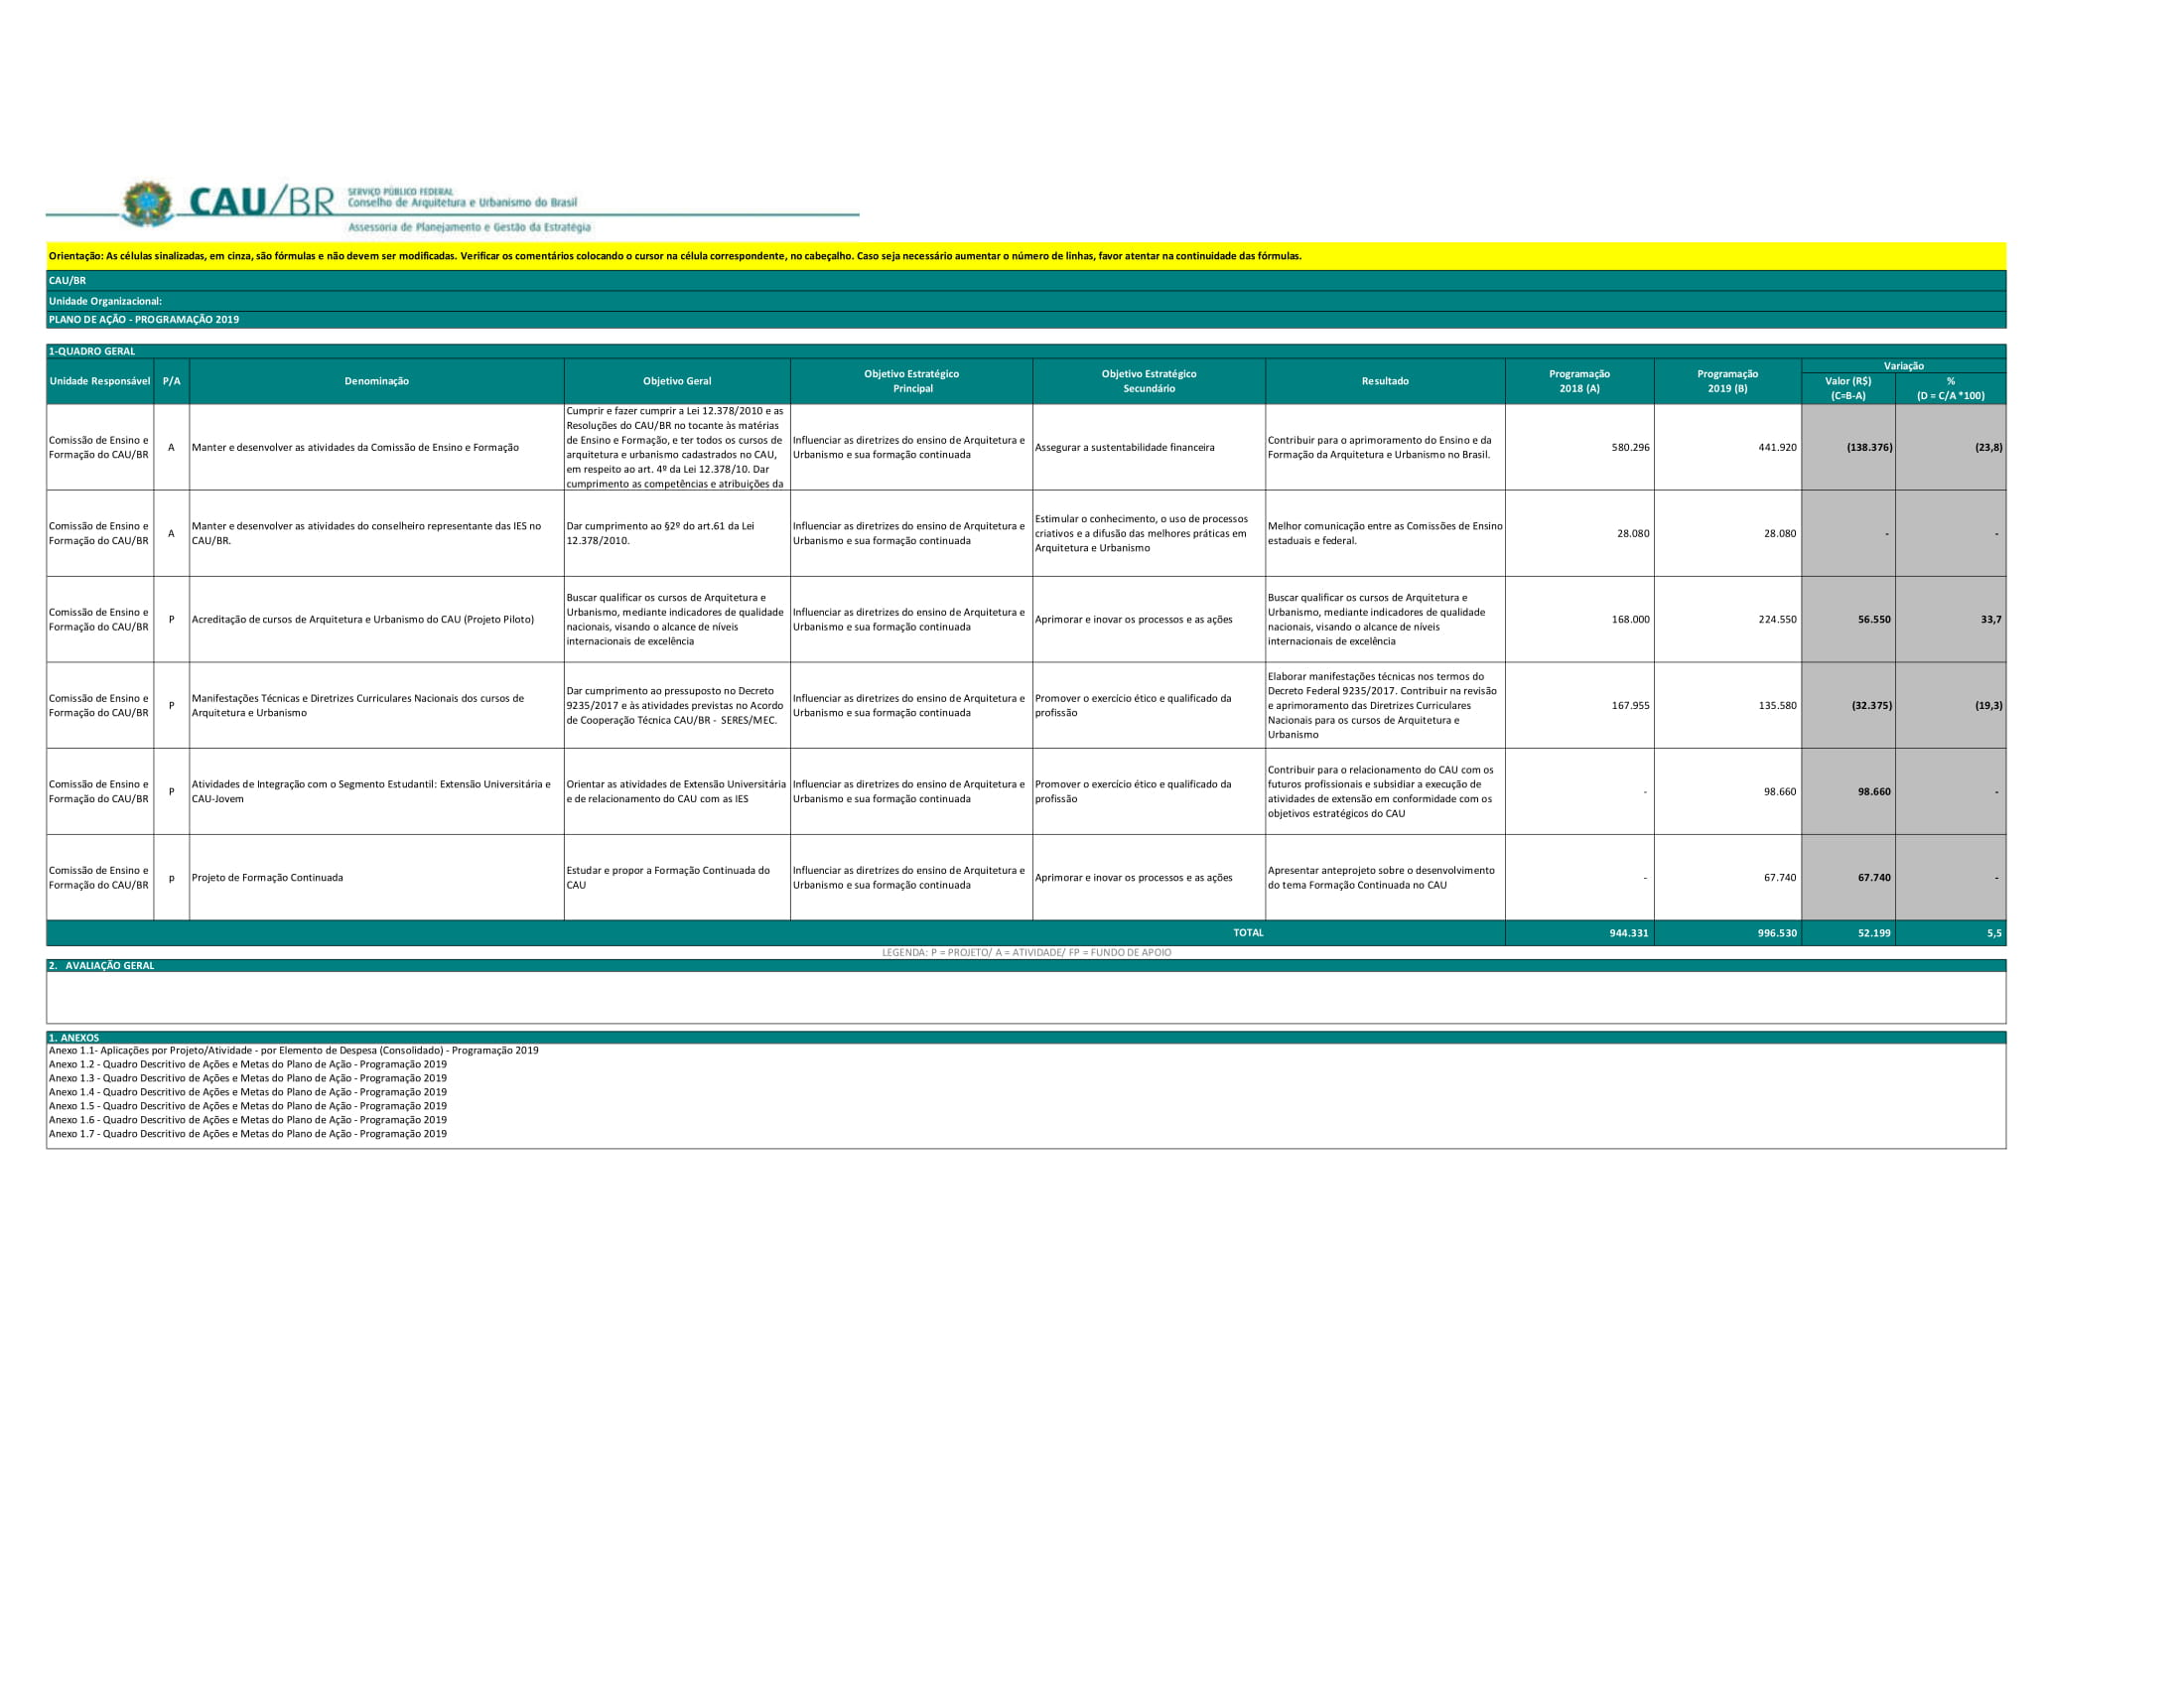 CAU/BR
SERVIÇO PÚBLICO FEDERAL
Conselho de Arquitetura e Urbanismo do Brasil
Assessoria de Planejamento e Gestão da Estratégia
Orientação: As células sinalizadas, em cinza, são fórmulas e não devem ser modificadas. Verificar os comentários colocando o cursor na célula correspondente, no cabeçalho. Caso seja necessário aumentar o número de linhas, favor atentar na continuidade das fórmulas.
CAU/BR
Unidade Organizacional:
PLANO DE AÇÃO - PROGRAMAÇÃO 2019
1-QUADRO GERAL
Unidade Responsável
P/A
Denominação
Objetivo Geral
Objetivo Estratégico
Principal
Objetivo Estratégico
Secundário
Resultado
Programação
2018 (A)
Programação
2019 (B)
Variação
Valor (R$)
(C=B-A)
%
(D = C/A *100)
Comissão de Ensino e
Formação do CAU/BR
A
Manter e desenvolver as atividades da Comissão de Ensino e Formação
Cumprir e fazer cumprir a Lei 12.378/2010 e as
Resoluções do CAU/BR no tocante às matérias
de Ensino e Formação, e ter todos os cursos de
arquitetura e urbanismo cadastrados no CAU,
em respeito ao art. 4º da Lei 12.378/10. Dar
cumprimento as competências e atribuições da
Influenciar as diretrizes do ensino de Arquitetura e
Urbanismo e sua formação continuada
Assegurar a sustentabilidade financeira
Contribuir para o aprimoramento do Ensino e da
Formação da Arquitetura e Urbanismo no Brasil.
580.296
441.920
(138.376)
(23,8)
Comissão de Ensino e
Formação do CAU/BR
A
Manter e desenvolver as atividades do conselheiro representante das IES no
CAU/BR.
Dar cumprimento ao §2º do art.61 da Lei
12.378/2010.
Influenciar as diretrizes do ensino de Arquitetura e
Urbanismo e sua formação continuada
Estimular o conhecimento, o uso de processos
criativos e a difusão das melhores práticas em
Arquitetura e Urbanismo
Melhor comunicação entre as Comissões de Ensino
estaduais e federal.
28.080
28.080
-
-
Comissão de Ensino e
Formação do CAU/BR
P
Acreditação de cursos de Arquitetura e Urbanismo do CAU (Projeto Piloto)
Buscar qualificar os cursos de Arquitetura e
Urbanismo, mediante indicadores de qualidade
nacionais, visando o alcance de níveis
internacionais de excelência
Influenciar as diretrizes do ensino de Arquitetura e
Urbanismo e sua formação continuada
Aprimorar e inovar os processos e as ações
Buscar qualificar os cursos de Arquitetura e
Urbanismo, mediante indicadores de qualidade
nacionais, visando o alcance de níveis
internacionais de excelência
168.000
224.550
56.550
33,7
Comissão de Ensino e
Formação do CAU/BR
P
Manifestações Técnicas e Diretrizes Curriculares Nacionais dos cursos de
Arquitetura e Urbanismo
Dar cumprimento ao pressuposto no Decreto
9235/2017 e às atividades previstas no Acordo
de Cooperação Técnica CAU/BR - SERES/MEC.
Influenciar as diretrizes do ensino de Arquitetura e
Urbanismo e sua formação continuada
Promover o exercício ético e qualificado da
profissão
Elaborar manifestações técnicas nos termos do
Decreto Federal 9235/2017. Contribuir na revisão
e aprimoramento das Diretrizes Curriculares
Nacionais para os cursos de Arquitetura e
Urbanismo
167.955
135.580
(32.375)
(19,3)
Comissão de Ensino e
Formação do CAU/BR
P
Atividades de Integração com o Segmento Estudantil: Extensão Universitária e
CAU-Jovem
Orientar as atividades de Extensão Universitária
e de relacionamento do CAU com as IES
Influenciar as diretrizes do ensino de Arquitetura e
Urbanismo e sua formação continuada
Promover o exercício ético e qualificado da
profissão
Contribuir para o relacionamento do CAU com os
futuros profissionais e subsidiar a execução de
atividades de extensão em conformidade com os
objetivos estratégicos do CAU
-
98.660
98.660
-
Comissão de Ensino e
Formação do CAU/BR
p
Projeto de Formação Continuada
Estudar e propor a Formação Continuada do
CAU
Influenciar as diretrizes do ensino de Arquitetura e
Urbanismo e sua formação continuada
Aprimorar e inovar os processos e as ações
Apresentar anteprojeto sobre o desenvolvimento
do tema Formação Continuada no CAU
-
67.740
67.740
-
TOTAL
944.331
996.530
52.199
5,5
LEGENDA: P = PROJETO/ A = ATIVIDADE/ FP = FUNDO DE APOIO
2. AVALIAÇÃO GERAL
1. ANEXOS
Anexo 1.1- Aplicações por Projeto/Atividade - por Elemento de Despesa (Consolidado) - Programação 2019
Anexo 1.2 - Quadro Descritivo de Ações e Metas do Plano de Ação - Programação 2019
Anexo 1.3 - Quadro Descritivo de Ações e Metas do Plano de Ação - Programação 2019
Anexo 1.4 - Quadro Descritivo de Ações e Metas do Plano de Ação - Programação 2019
Anexo 1.5 - Quadro Descritivo de Ações e Metas do Plano de Ação - Programação 2019
Anexo 1.6 - Quadro Descritivo de Ações e Metas do Plano de Ação - Programação 2019
Anexo 1.7 - Quadro Descritivo de Ações e Metas do Plano de Ação - Programação 2019